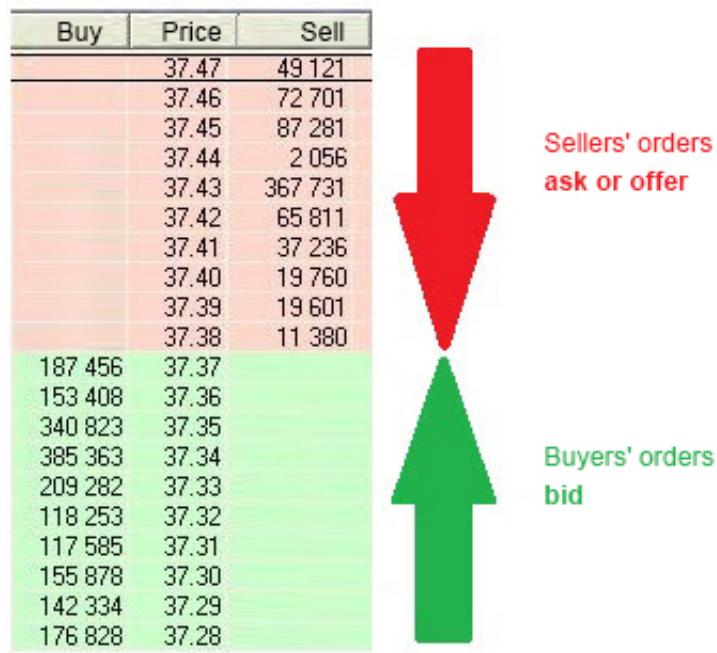 Buy Price Sell
37.47 49 121
37.46 72 701
37.45 87 281
37.44 2 056
37.43 367 731
37.42 65 811
37.41 37 236
37.40 19 760
37.39 19 601
37.38 11 380
187 456 37.37
153 408 37.36
340 823 37.35
385 363 37.34
209 282 37.33
118 253 37.32
117 585 37.31
155 878 37.30
142 334 37.29
176 828 37.28
Sellers' orders
ask or offer
Buyers' orders
bid